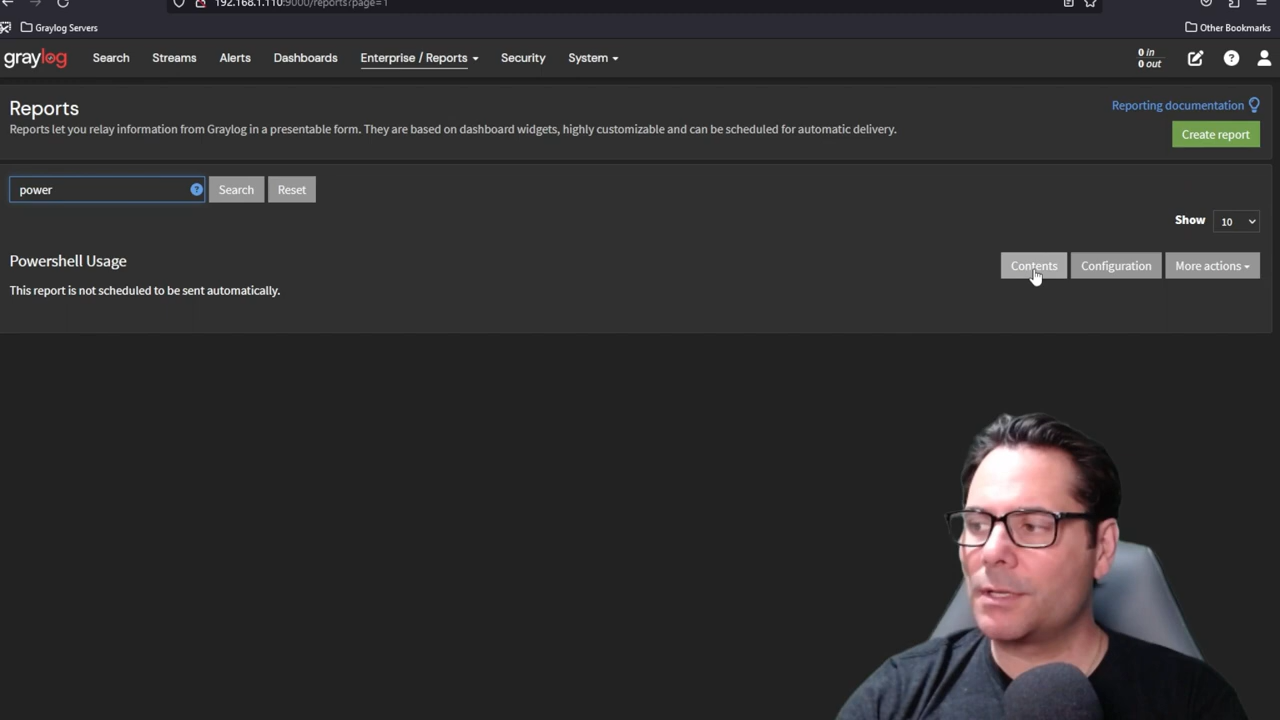 192.168.1.110:9000/reports?page=1
Graylog Servers
Other Bookmarks
graylog
Search
Streams
Alerts
Dashboards
Enterprise / Reports
Security
System
0 in
0 out
Reports
Reporting documentation
Reports let you relay information from Graylog in a presentable form. They are based on dashboard widgets, highly customizable and can be scheduled for automatic delivery.
Create report
power
Search
Reset
Show
10
Powershell Usage
Contents
Configuration
More actions
This report is not scheduled to be sent automatically.